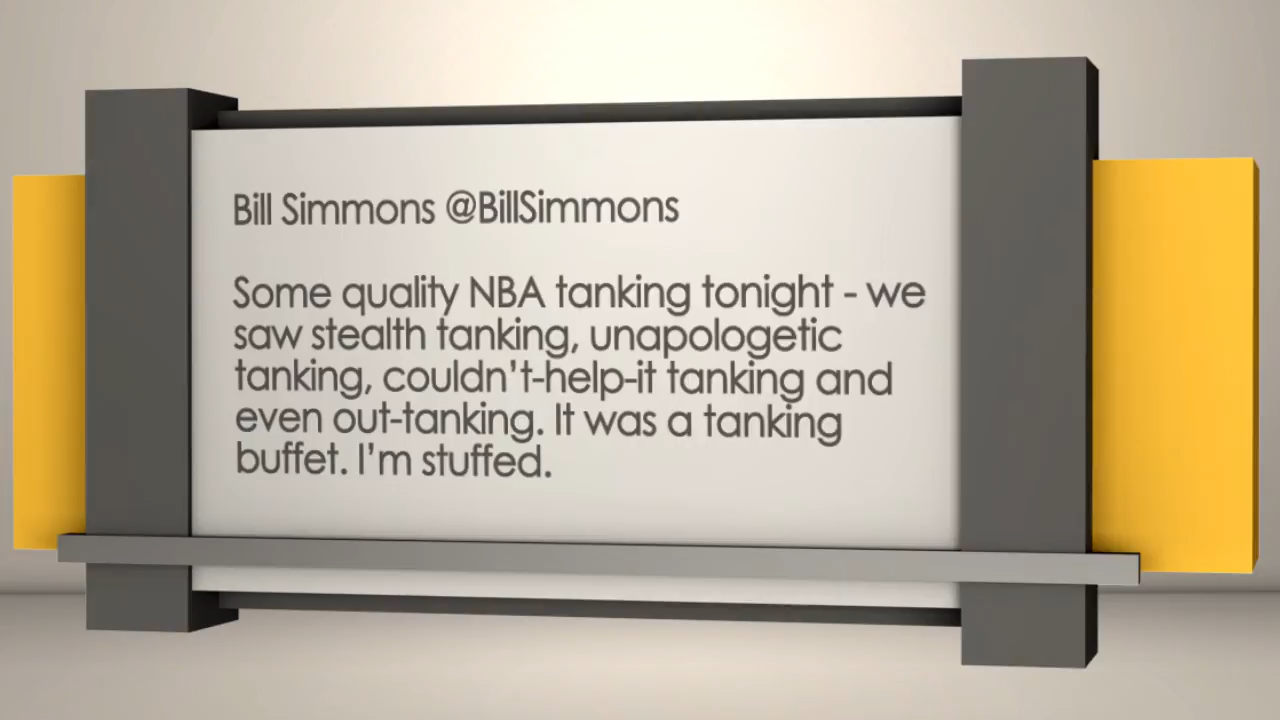 Bill Simmons @BillSimmons
Some quality NBA tanking tonight - we
saw stealth tanking, unapologetic
tanking, couldn't-help-it tanking and
even out-tanking. It was a tanking
buffet. I'm stuffed.